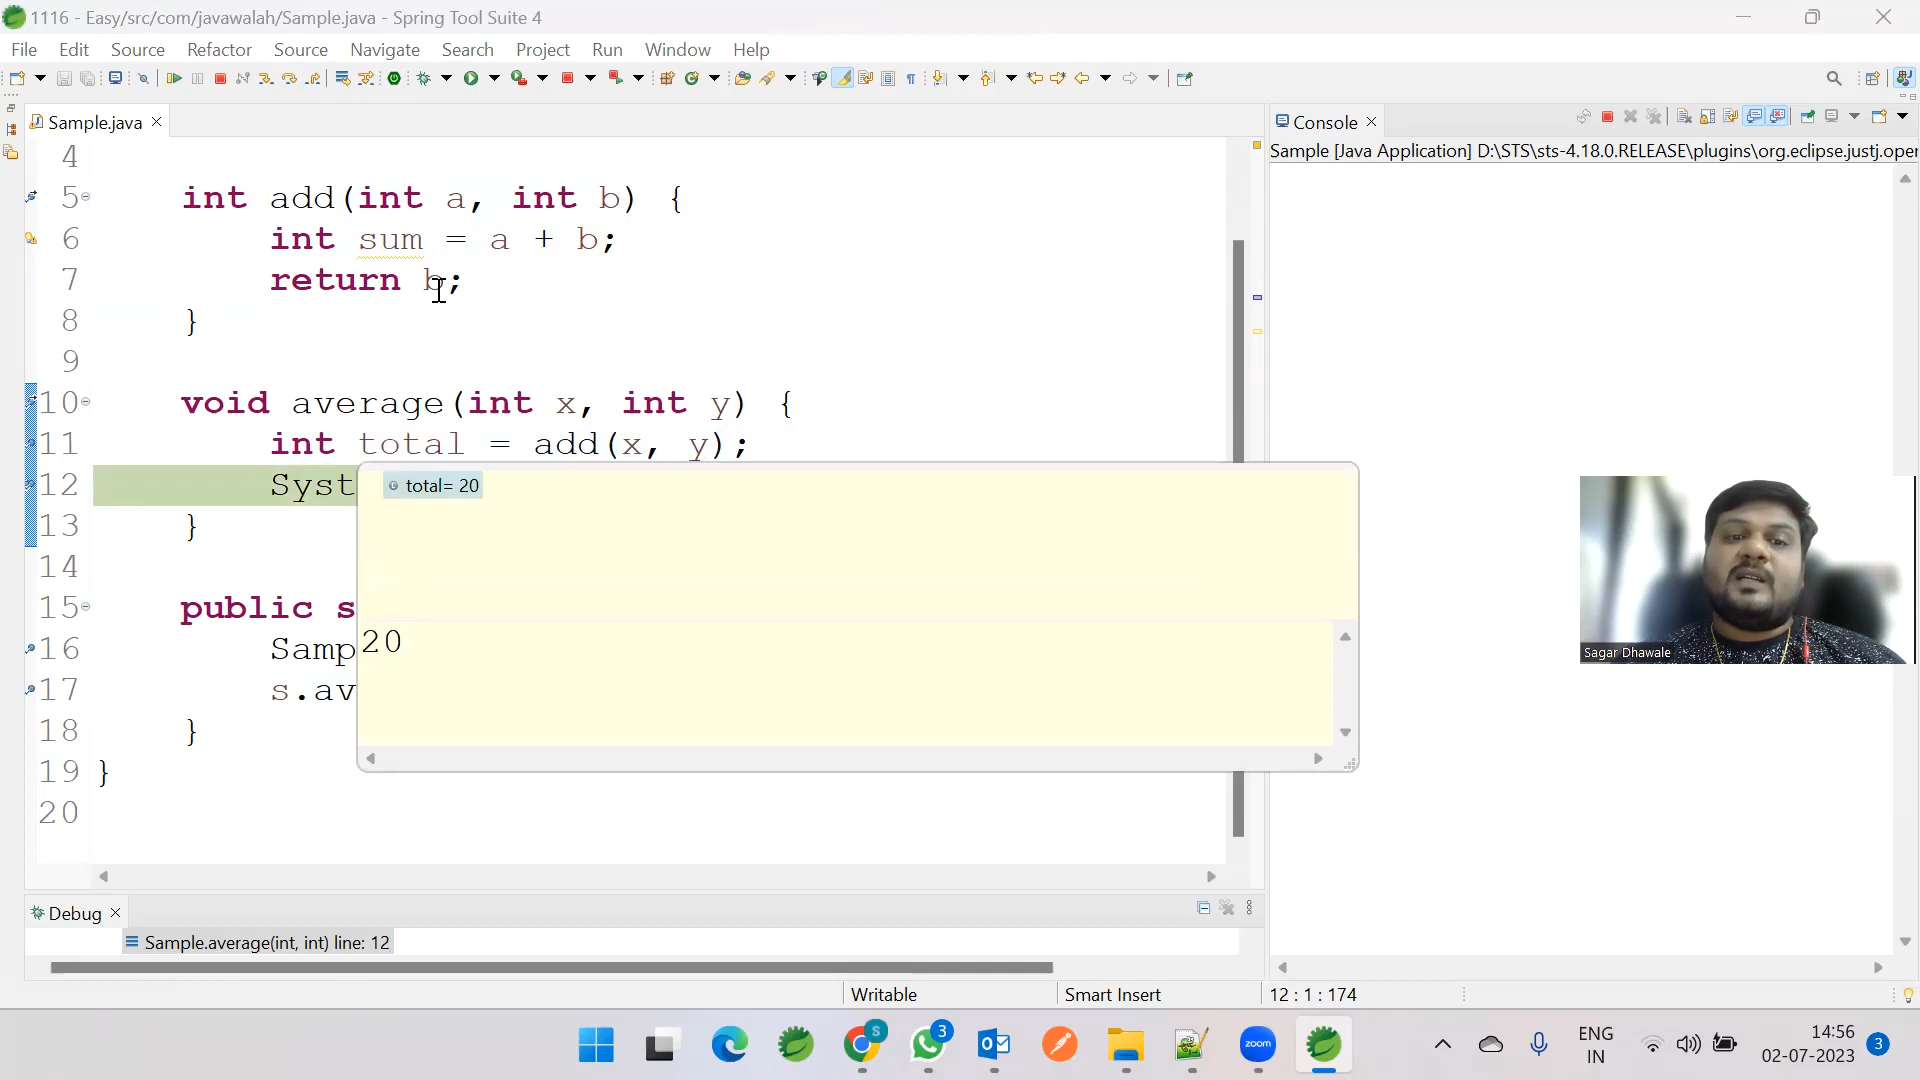 1116 - Easy/src/com/javawalah/Sample.java - Spring Tool Suite 4
File Edit Source Refactor Source Navigate Search Project Run Window Help
Sample.java
4
5 int add(int a, int b) {
6 int sum = a + b;
7 return b;
8 }
9
10 void average(int x, int y) {
11 int total = add(x, y);
12 Syst
13 }
14
15 public s
16 Samp
17 s.av
18 }
19 }
20
total= 20
20
Console
Sample [Java Application] D:\STS\sts-4.18.0.RELEASE\plugins\org.eclipse.justj.oper
Sagar Dhawale
Debug
Sample.average(int, int) line: 12
Writable Smart Insert 12 : 1 : 174
S
3
zoom
ENG
IN
14:56
02-07-2023
3